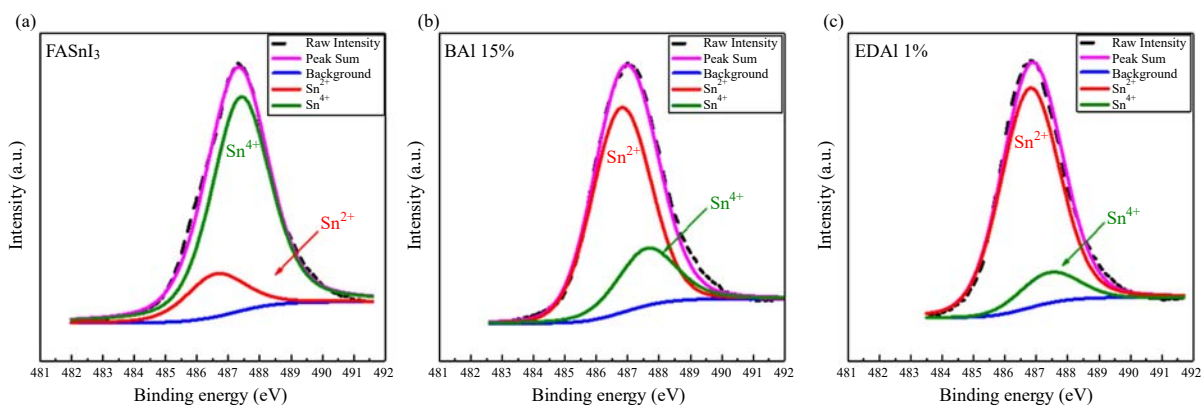 (a)
FASnI₃
Raw Intensity
Peak Sum
Background
Sn²⁺
Sn⁴⁺
Sn⁴⁺
Sn²⁺
Intensity (a.u.)
481 482 483 484 485 486 487 488 489 490 491 492
Binding energy (eV)
(b)
BAl 15%
Raw Intensity
Peak Sum
Background
Sn²⁺
Sn⁴⁺
Sn²⁺
Sn⁴⁺
Intensity (a.u.)
481 482 483 484 485 486 487 488 489 490 491 492
Binding energy (eV)
(c)
EDAl 1%
Raw Intensity
Peak Sum
Background
Sn²⁺
Sn⁴⁺
Sn²⁺
Sn⁴⁺
Intensity (a.u.)
481 482 483 484 485 486 487 488 489 490 491 492
Binding energy (eV)